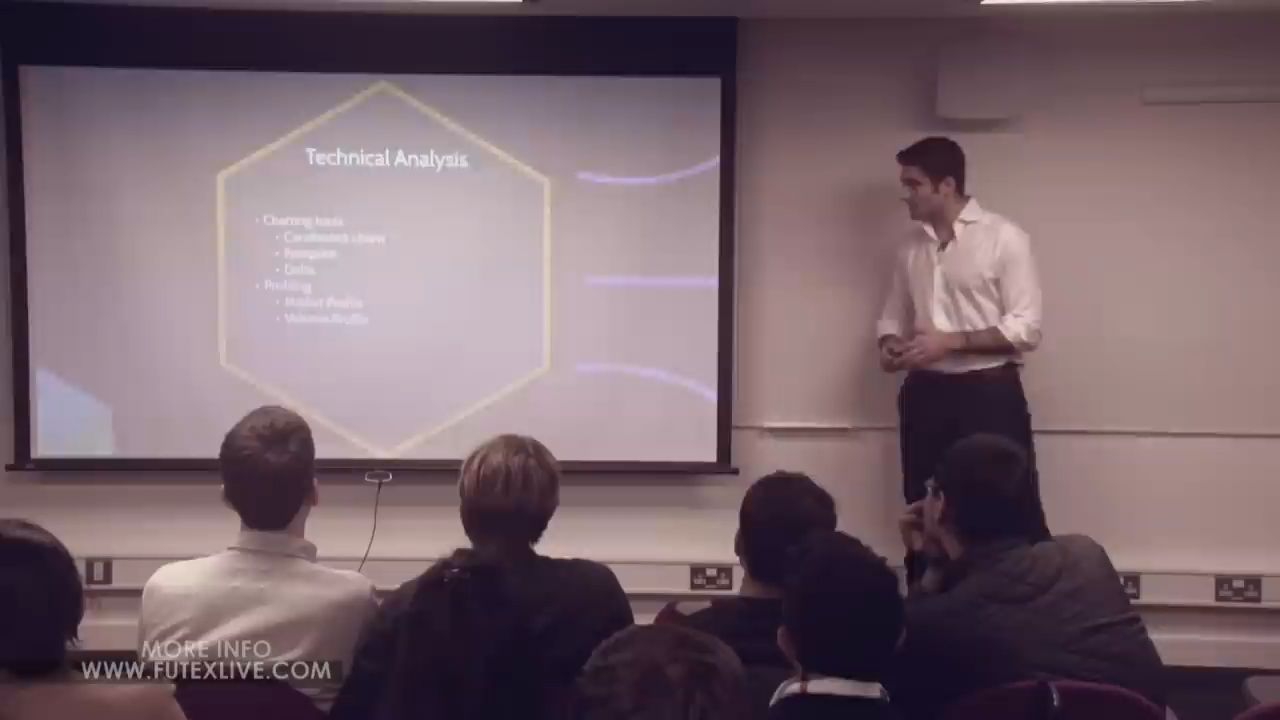 Technical Analysis
• Charting tools
• Candlestick charts
• Footprint
• Delta
• Profiling
• Market Profile
• Volume Profile
MORE INFO
WWW.FUTEXLIVE.COM